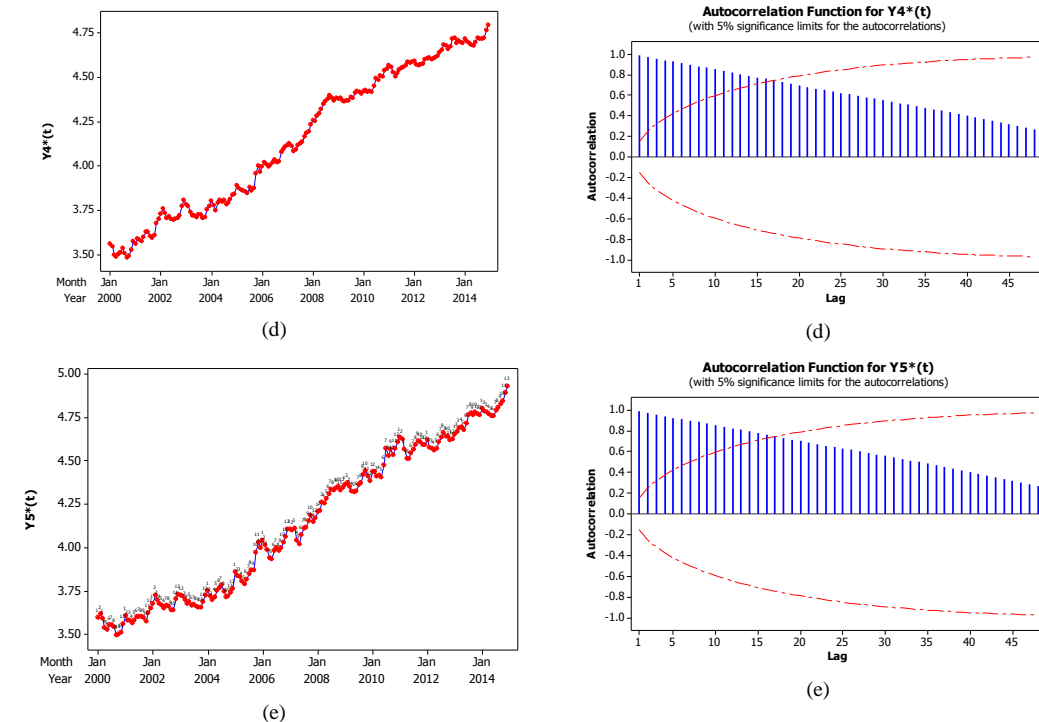 4.75
4.50
4.25
4.00
3.75
3.50
Y4*(t)
Month Jan Jan Jan Jan Jan Jan Jan Jan
Year 2000 2002 2004 2006 2008 2010 2012 2014
(d)
Autocorrelation Function for Y4*(t)
(with 5% significance limits for the autocorrelations)
1.0
0.8
0.6
0.4
0.2
0.0
-0.2
-0.4
-0.6
-0.8
-1.0
Autocorrelation
1 5 10 15 20 25 30 35 40 45
Lag
(d)
5.00
4.75
4.50
4.25
4.00
3.75
3.50
Y5*(t)
Month Jan Jan Jan Jan Jan Jan Jan Jan
Year 2000 2002 2004 2006 2008 2010 2012 2014
(e)
Autocorrelation Function for Y5*(t)
(with 5% significance limits for the autocorrelations)
1.0
0.8
0.6
0.4
0.2
0.0
-0.2
-0.4
-0.6
-0.8
-1.0
Autocorrelation
1 5 10 15 20 25 30 35 40 45
Lag
(e)